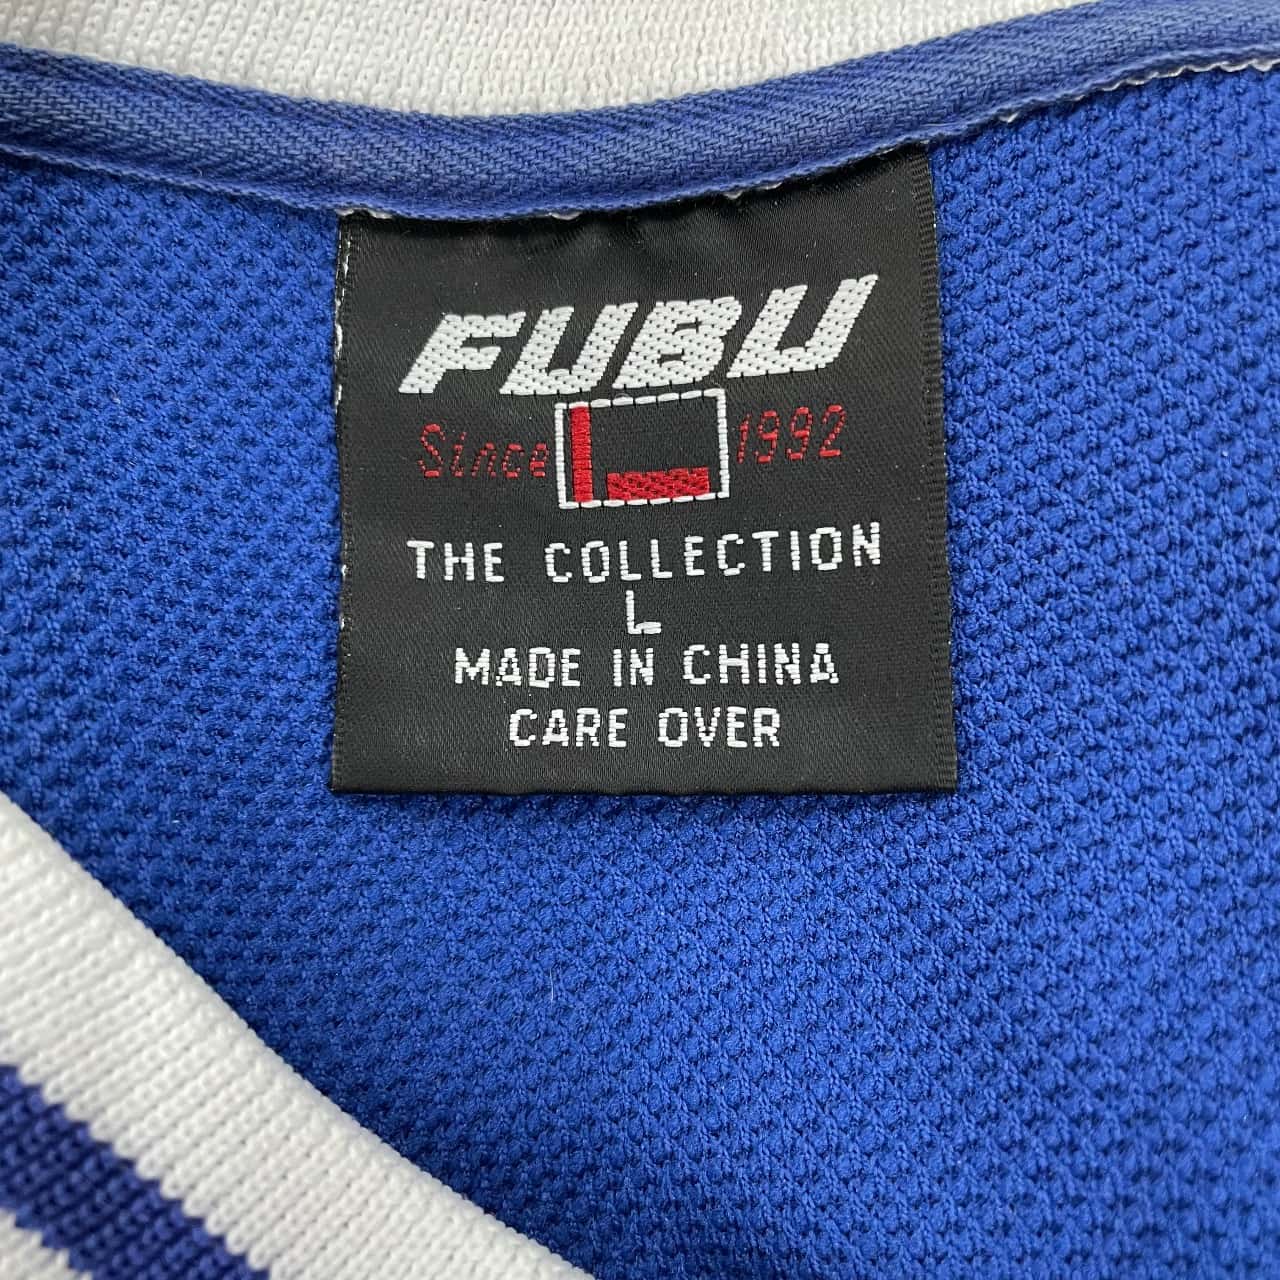 FUBU
Since 1992
THE COLLECTION
L
MADE IN CHINA
CARE OVER